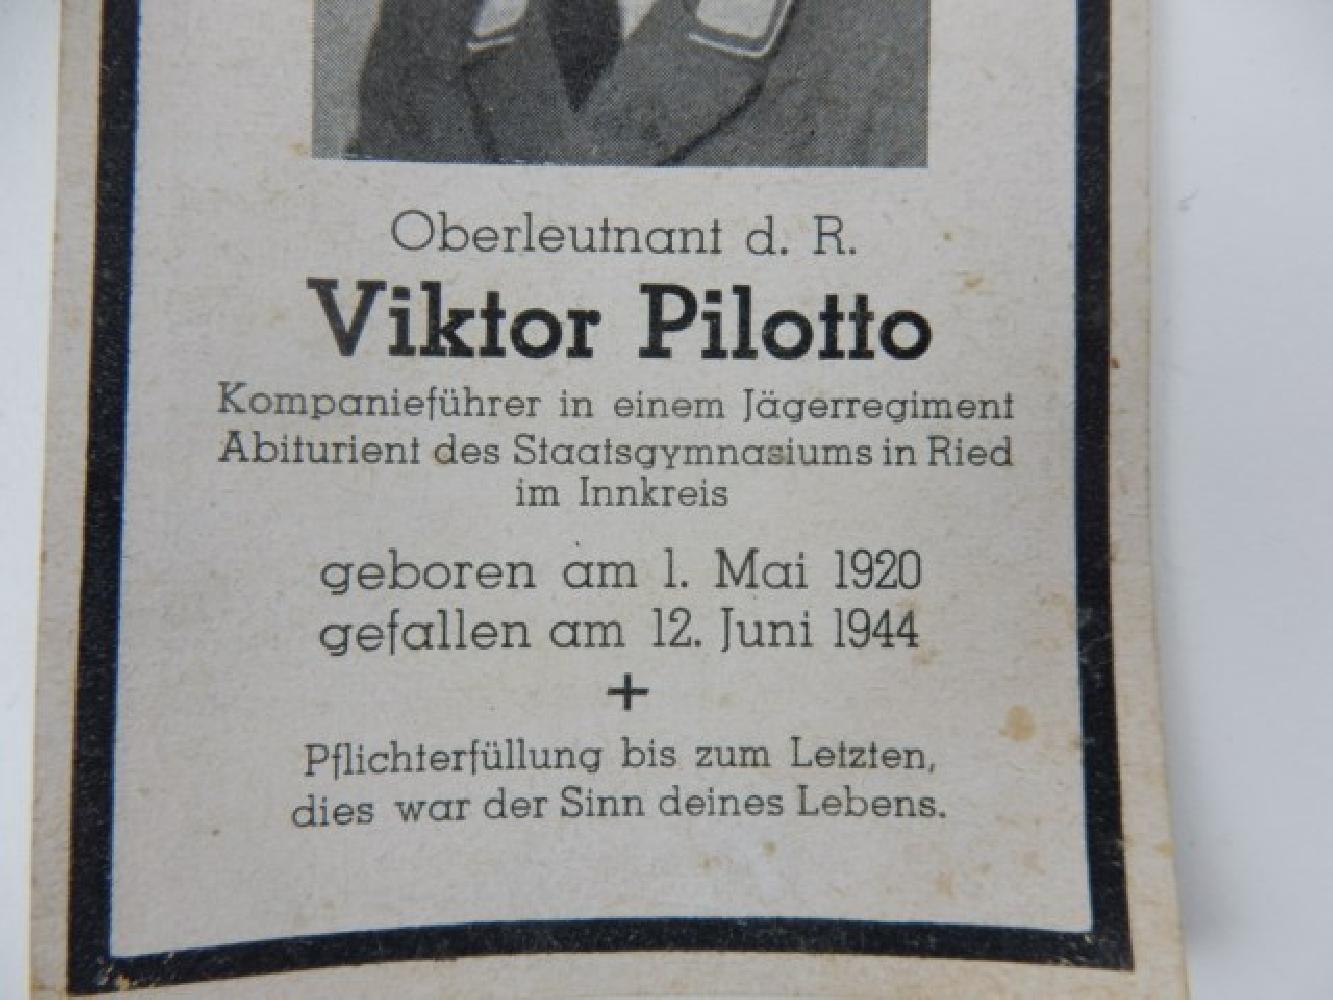 Oberleutnant d. R.
Viktor Pilotto
Kompanieführer in einem Jägerregiment
Abiturient des Staatsgymnasiums in Ried
im Innkreis
geboren am 1. Mai 1920
gefallen am 12. Juni 1944
+
Pflichterfüllung bis zum Letzten,
dies war der Sinn deines Lebens.